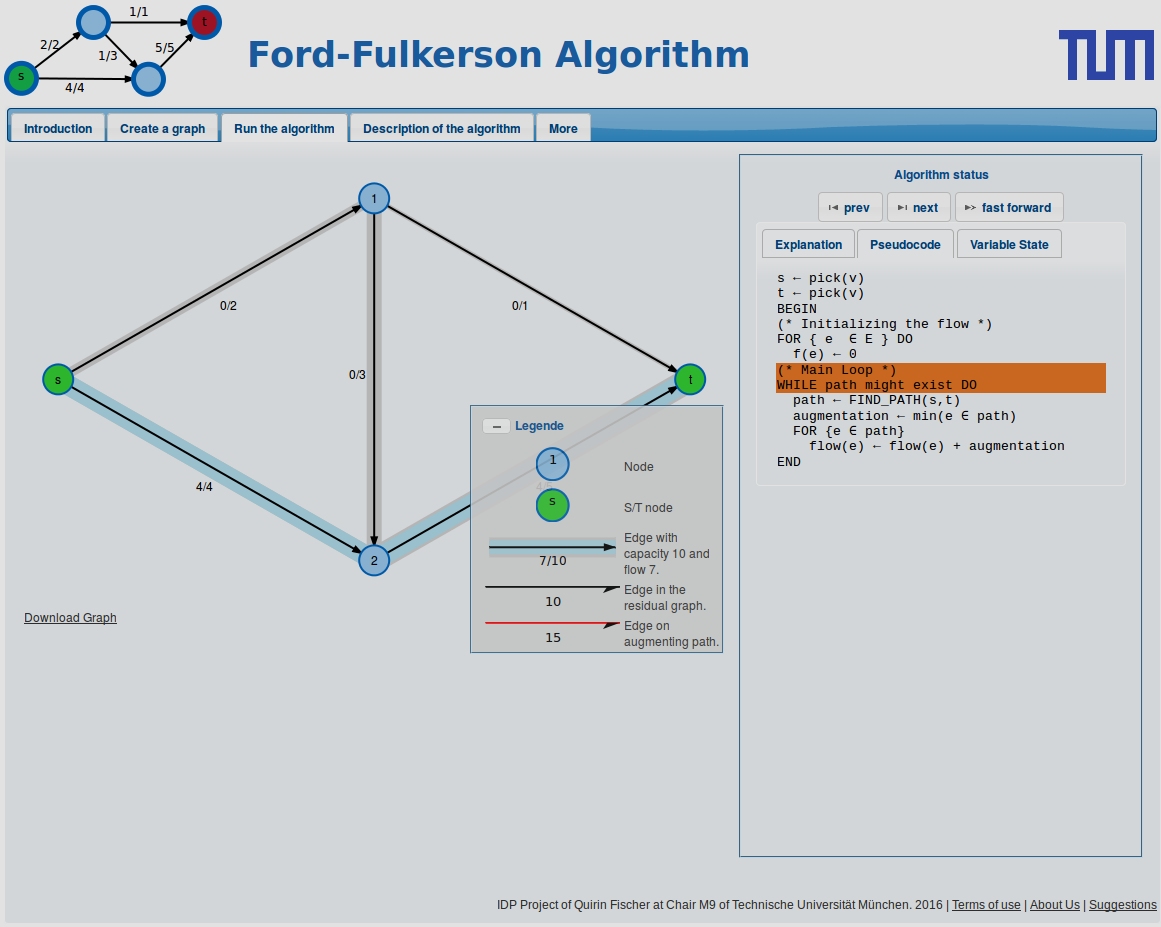 1/1
t
2/2
1/3
5/5
s
4/4
Ford-Fulkerson Algorithm
TUM
Introduction
Create a graph
Run the algorithm
Description of the algorithm
More
1
0/2
0/1
0/3
s
t
4/4
2
Download Graph
Legende
1
Node
s
S/T node
Edge with
capacity 10 and
flow 7.
7/10
Edge in the
residual graph.
10
Edge on
augmenting path.
15
Algorithm status
prev
next
fast forward
Explanation
Pseudocode
Variable State
s ← pick(v)
t ← pick(v)
BEGIN
(* Initializing the flow *)
FOR { e ∈ E } DO
f(e) ← 0
(* Main Loop *)
WHILE path might exist DO
path ← FIND_PATH(s,t)
augmentation ← min(e ∈ path)
FOR {e ∈ path}
flow(e) ← flow(e) + augmentation
END
IDP Project of Quirin Fischer at Chair M9 of Technische Universität München. 2016 | Terms of use | About Us | Suggestions